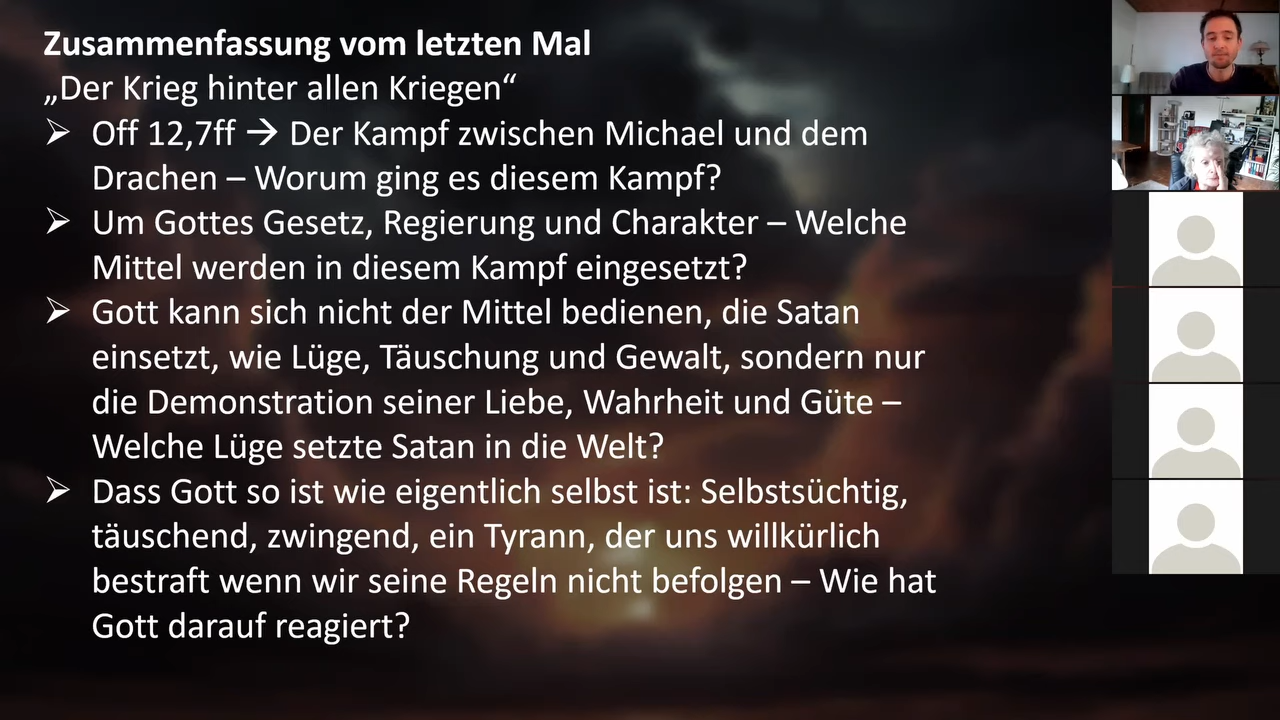 Zusammenfassung vom letzten Mal
„Der Krieg hinter allen Kriegen“
➢ Off 12,7ff → Der Kampf zwischen Michael und dem
Drachen – Worum ging es diesem Kampf?
➢ Um Gottes Gesetz, Regierung und Charakter – Welche
Mittel werden in diesem Kampf eingesetzt?
➢ Gott kann sich nicht der Mittel bedienen, die Satan
einsetzt, wie Lüge, Täuschung und Gewalt, sondern nur
die Demonstration seiner Liebe, Wahrheit und Güte –
Welche Lüge setzte Satan in die Welt?
➢ Dass Gott so ist wie eigentlich selbst ist: Selbstsüchtig,
täuschend, zwingend, ein Tyrann, der uns willkürlich
bestraft wenn wir seine Regeln nicht befolgen – Wie hat
Gott darauf reagiert?